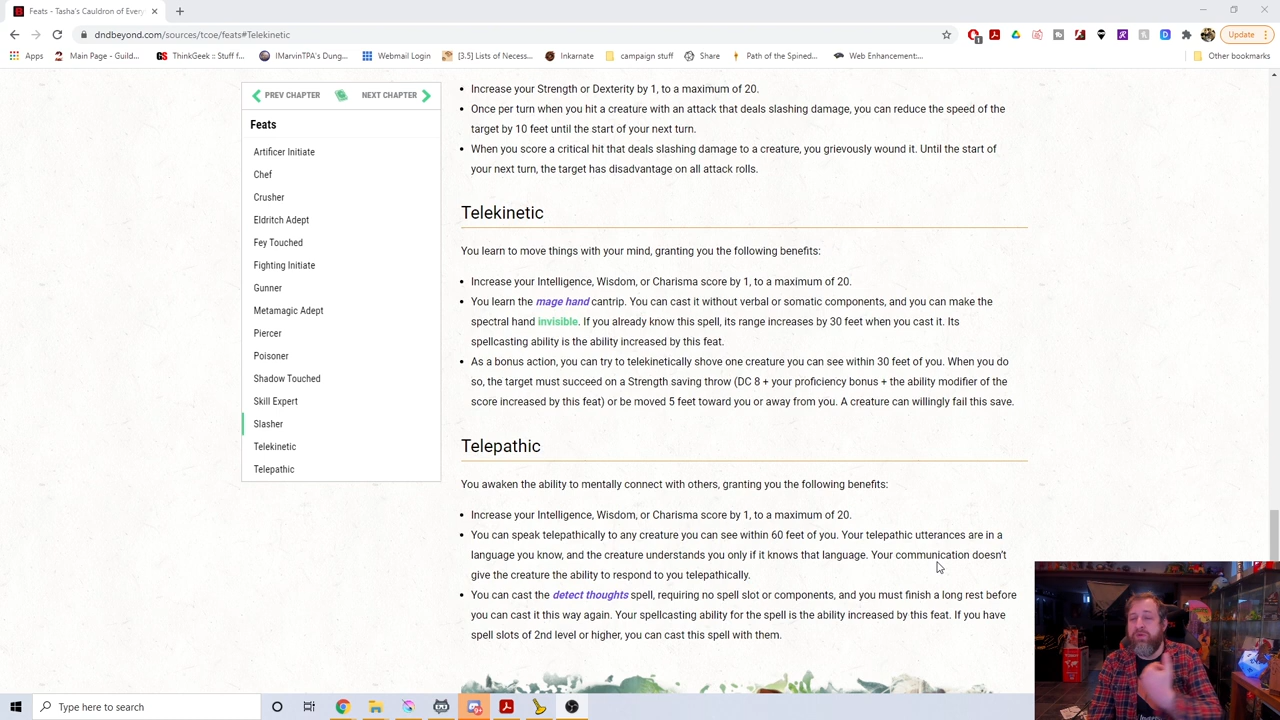 Feats - Tasha's Cauldron of Every
dndbeyond.com/sources/tcoe/feats#Telekinetic
Update
Apps
Main Page - Guild...
ThinkGeek :: Stuff f...
IMarvinTPA's Dung...
Webmail Login
[3.5] Lists of Necess...
Inkarnate
campaign stuff
Share
Path of the Spined...
Web Enhancement:...
Other bookmarks
PREV CHAPTER
NEXT CHAPTER
Feats
Artificer Initiate
Chef
Crusher
Eldritch Adept
Fey Touched
Fighting Initiate
Gunner
Metamagic Adept
Piercer
Poisoner
Shadow Touched
Skill Expert
Slasher
Telekinetic
Telepathic
Increase your Strength or Dexterity by 1, to a maximum of 20.
Once per turn when you hit a creature with an attack that deals slashing damage, you can reduce the speed of the
target by 10 feet until the start of your next turn.
When you score a critical hit that deals slashing damage to a creature, you grievously wound it. Until the start of
your next turn, the target has disadvantage on all attack rolls.
Telekinetic
You learn to move things with your mind, granting you the following benefits:
Increase your Intelligence, Wisdom, or Charisma score by 1, to a maximum of 20.
You learn the mage hand cantrip. You can cast it without verbal or somatic components, and you can make the
spectral hand invisible. If you already know this spell, its range increases by 30 feet when you cast it. Its
spellcasting ability is the ability increased by this feat.
As a bonus action, you can try to telekinetically shove one creature you can see within 30 feet of you. When you do
so, the target must succeed on a Strength saving throw (DC 8 + your proficiency bonus + the ability modifier of the
score increased by this feat) or be moved 5 feet toward you or away from you. A creature can willingly fail this save.
Telepathic
You awaken the ability to mentally connect with others, granting you the following benefits:
Increase your Intelligence, Wisdom, or Charisma score by 1, to a maximum of 20.
You can speak telepathically to any creature you can see within 60 feet of you. Your telepathic utterances are in a
language you know, and the creature understands you only if it knows that language. Your communication doesn't
give the creature the ability to respond to you telepathically.
You can cast the detect thoughts spell, requiring no spell slot or components, and you must finish a long rest before
you can cast it this way again. Your spellcasting ability for the spell is the ability increased by this feat. If you have
spell slots of 2nd level or higher, you can cast this spell with them.
Type here to search